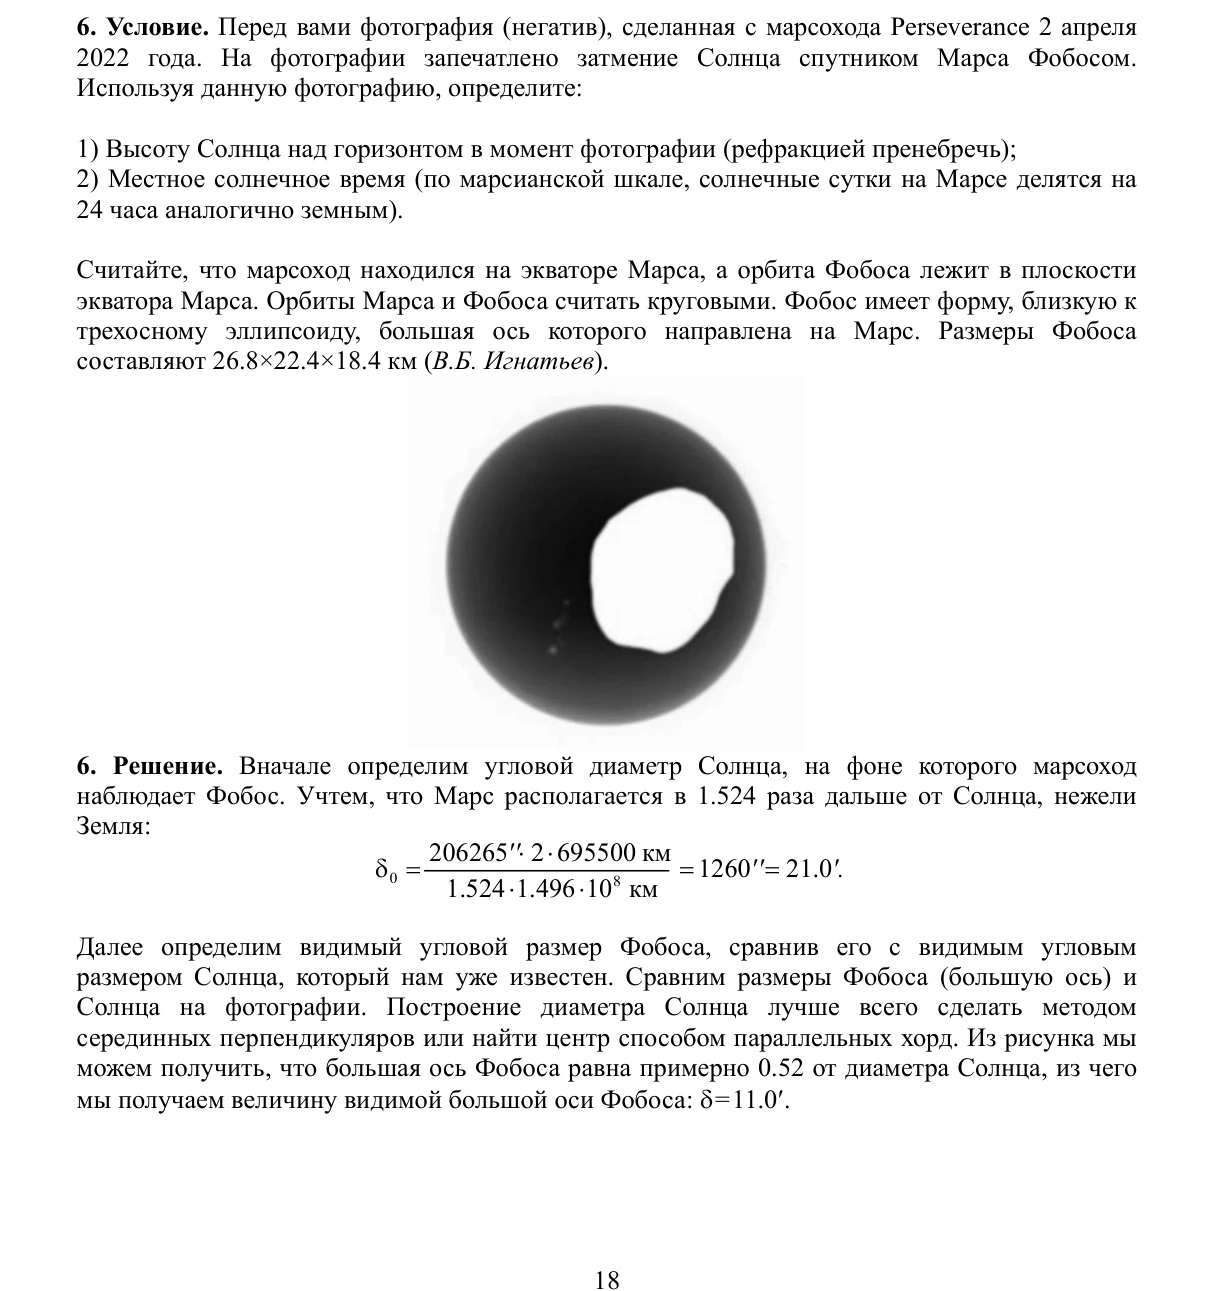 6. Условие. Перед вами фотография (негатив), сделанная с марсохода Perseverance 2 апреля
2022 года. На фотографии запечатлено затмение Солнца спутником Марса Фобосом.
Используя данную фотографию, определите:
1) Высоту Солнца над горизонтом в момент фотографии (рефракцией пренебречь);
2) Местное солнечное время (по марсианской шкале, солнечные сутки на Марсе делятся на
24 часа аналогично земным).
Считайте, что марсоход находился на экваторе Марса, а орбита Фобоса лежит в плоскости
экватора Марса. Орбиты Марса и Фобоса считать круговыми. Фобос имеет форму, близкую к
трехосному эллипсоиду, большая ось которого направлена на Марс. Размеры Фобоса
составляют 26.8×22.4×18.4 км (В.Б. Игнатьев).
6. Решение. Вначале определим угловой диаметр Солнца, на фоне которого марсоход
наблюдает Фобос. Учтем, что Марс располагается в 1.524 раза дальше от Солнца, нежели
Земля:
δ₀ = (206265″· 2 · 695500 км) / (1.524 · 1.496 · 10⁸ км) = 1260″ = 21.0′.
Далее определим видимый угловой размер Фобоса, сравнив его с видимым угловым
размером Солнца, который нам уже известен. Сравним размеры Фобоса (большую ось) и
Солнца на фотографии. Построение диаметра Солнца лучше всего сделать методом
серединных перпендикуляров или найти центр способом параллельных хорд. Из рисунка мы
можем получить, что большая ось Фобоса равна примерно 0.52 от диаметра Солнца, из чего
мы получаем величину видимой большой оси Фобоса: δ=11.0′.
18